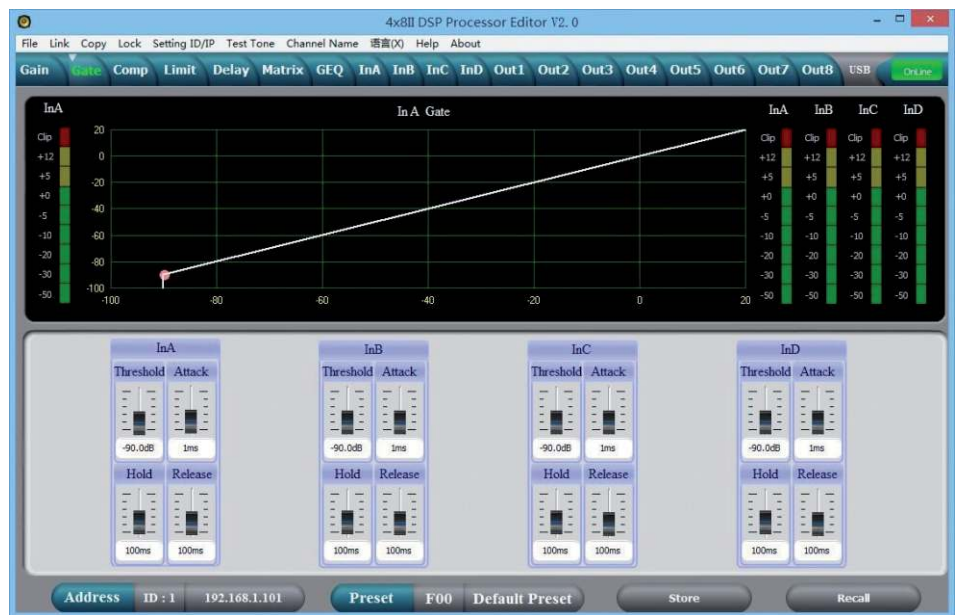 4x8II DSP Processor Editor V2.0
File Link Copy Lock Setting ID/IP Test Tone Channel Name 语言(X) Help About
Gain Gate Comp Limit Delay Matrix GEQ InA InB InC InD Out1 Out2 Out3 Out4 Out5 Out6 Out7 Out8 USB OnLine
InA In A Gate InA InB InC InD
Clip 20 Clip Clip Clip Clip
+12 0 +12 +12 +12 +12
+5 -20 +5 +5 +5 +5
+0 -40 +0 +0 +0 +0
-5 -5 -5 -5 -5
-10 -60 -10 -10 -10 -10
-20 -80 -20 -20 -20 -20
-30 -30 -30 -30 -30
-50 -100 -50 -50 -50 -50
-100 -80 -60 -40 -20 0 20
InA InB InC InD
Threshold Attack Threshold Attack Threshold Attack Threshold Attack
-90.0dB 1ms -90.0dB 1ms -90.0dB 1ms -90.0dB 1ms
Hold Release Hold Release Hold Release Hold Release
100ms 100ms 100ms 100ms 100ms 100ms 100ms 100ms
Address ID : 1 192.168.1.101 Preset F00 Default Preset Store Recall